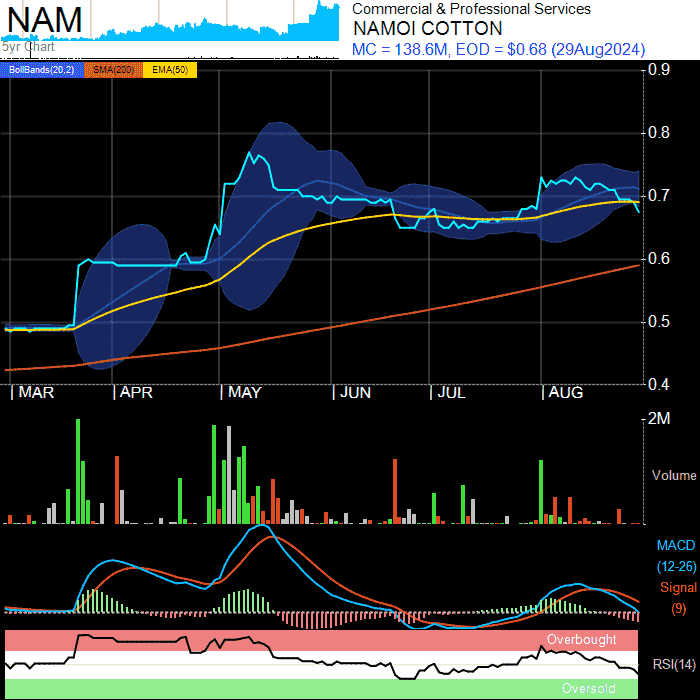 NAM
5yr Chart
Commercial & Professional Services
NAMOI COTTON
MC = 138.6M, EOD = $0.68 (29Aug2024)
BollBands(20,2) SMA(200) EMA(50)
0.9
0.8
0.7
0.6
0.5
0.4
MAR APR MAY JUN JUL AUG
2M
Volume
MACD
(12-26)
Signal
(9)
Overbought
RSI(14)
Oversold